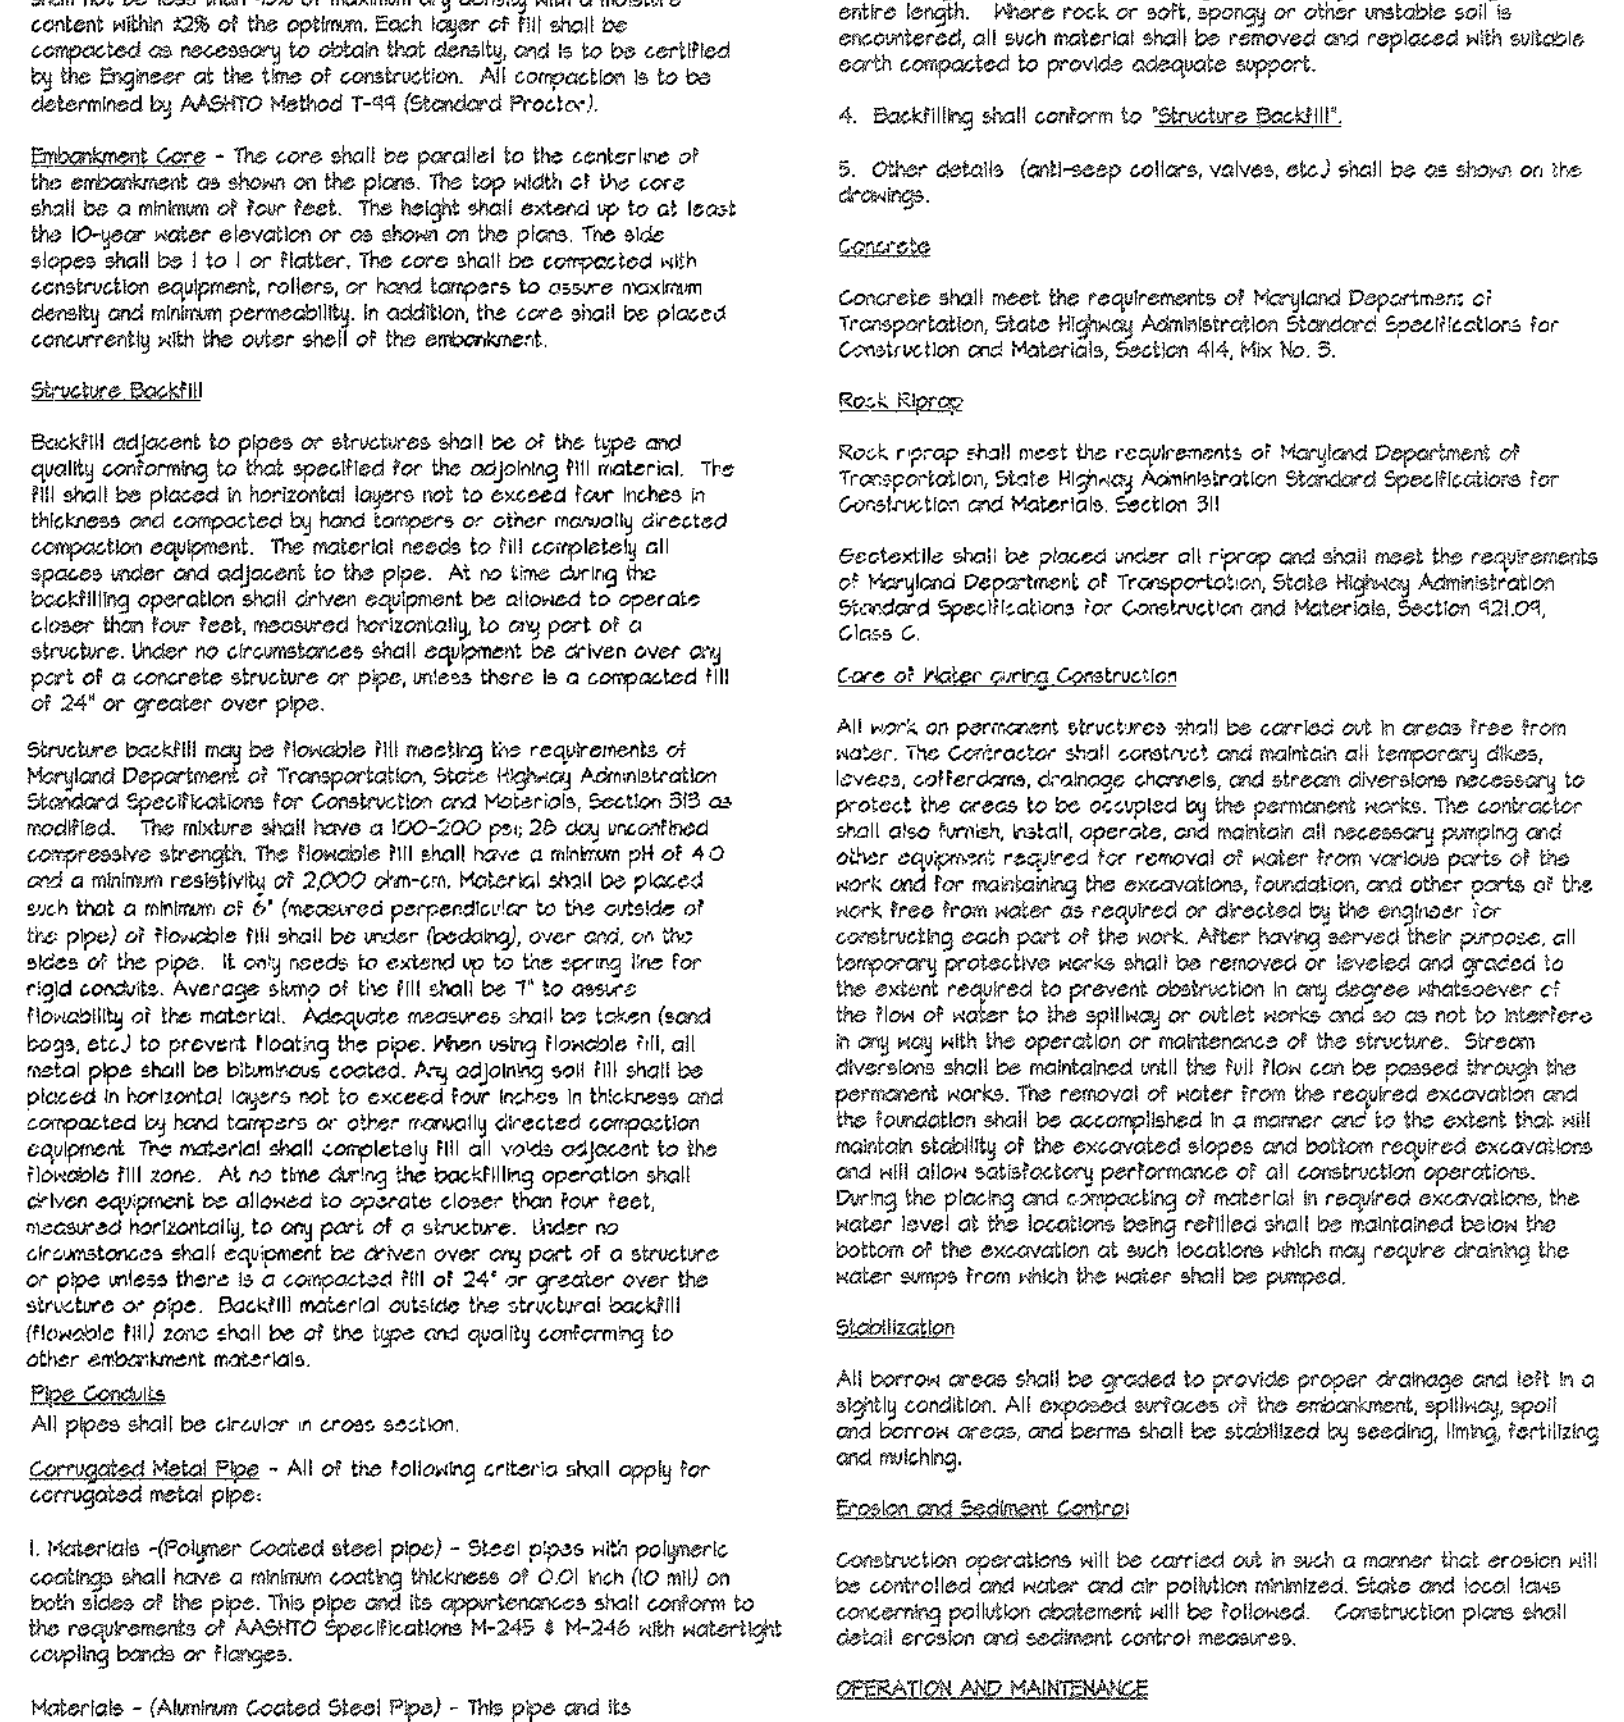 content within ±2% of the optimum. Each layer of fill shall be
compacted as necessary to obtain that density, and is to be certified
by the Engineer at the time of construction. All compaction is to be
determined by AASHTO Method T-99 (Standard Proctor).
Embankment Core - The core shall be parallel to the centerline of
the embankment as shown on the plans. The top width of the core
shall be a minimum of four feet. The height shall extend up to at least
the 10-year water elevation or as shown on the plans. The side
slopes shall be 1 to 1 or flatter. The core shall be compacted with
construction equipment, rollers, or hand tampers to assure maximum
density and minimum permeability. In addition, the core shall be placed
concurrently with the outer shell of the embankment.
Structure Backfill
Backfill adjacent to pipes or structures shall be of the type and
quality conforming to that specified for the adjoining fill material. The
fill shall be placed in horizontal layers not to exceed four inches in
thickness and compacted by hand tampers or other manually directed
compaction equipment. The material needs to fill completely all
spaces under and adjacent to the pipe. At no time during the
backfilling operation shall driven equipment be allowed to operate
closer than four feet, measured horizontally, to any part of a
structure. Under no circumstances shall equipment be driven over any
part of a concrete structure or pipe, unless there is a compacted fill
of 24" or greater over pipe.
Structure backfill may be flowable fill meeting the requirements of
Maryland Department of Transportation, State Highway Administration
Standard Specifications for Construction and Materials, Section 313 as
modified. The mixture shall have a 100-200 psi; 28 day unconfined
compressive strength. The flowable fill shall have a minimum pH of 4.0
and a minimum resistivity of 2,000 ohm-cm. Material shall be placed
such that a minimum of 6" (measured perpendicular to the outside of
the pipe) of flowable fill shall be under (bedding), over and, on the
sides of the pipe. It only needs to extend up to the spring line for
rigid conduits. Average slump of the fill shall be 7" to assure
flowability of the material. Adequate measures shall be taken (sand
bags, etc.) to prevent floating the pipe. When using flowable fill, all
metal pipe shall be bituminous coated. Any adjoining soil fill shall be
placed in horizontal layers not to exceed four inches in thickness and
compacted by hand tampers or other manually directed compaction
equipment. The material shall completely fill all voids adjacent to the
flowable fill zone. At no time during the backfilling operation shall
driven equipment be allowed to operate closer than four feet,
measured horizontally, to any part of a structure. Under no
circumstances shall equipment be driven over any part of a structure
or pipe unless there is a compacted fill of 24" or greater over the
structure or pipe. Backfill material outside the structural backfill
(flowable fill) zone shall be of the type and quality conforming to
other embankment materials.
Pipe Conduits
All pipes shall be circular in cross section.
Corrugated Metal Pipe - All of the following criteria shall apply for
corrugated metal pipe:
1. Materials -(Polymer Coated steel pipe) - Steel pipes with polymeric
coatings shall have a minimum coating thickness of 0.01 inch (10 mil) on
both sides of the pipe. This pipe and its appurtenances shall conform to
the requirements of AASHTO Specifications M-245 & M-246 with watertight
coupling bands or flanges.
Materials - (Aluminum Coated Steel Pipe) - This pipe and its
entire length. Where rock or soft, spongy or other unstable soil is
encountered, all such material shall be removed and replaced with suitable
earth compacted to provide adequate support.
4. Backfilling shall conform to "Structure Backfill".
5. Other details (anti-seep collars, valves, etc.) shall be as shown on the
drawings.
Concrete
Concrete shall meet the requirements of Maryland Department of
Transportation, State Highway Administration Standard Specifications for
Construction and Materials, Section 414, Mix No. 3.
Rock Riprap
Rock riprap shall meet the requirements of Maryland Department of
Transportation, State Highway Administration Standard Specifications for
Construction and Materials, Section 311
Geotextile shall be placed under all riprap and shall meet the requirements
of Maryland Department of Transportation, State Highway Administration
Standard Specifications for Construction and Materials, Section 921.09,
Class C.
Care of Water during Construction
All work on permanent structures shall be carried out in areas free from
water. The Contractor shall construct and maintain all temporary dikes,
levees, cofferdams, drainage channels, and stream diversions necessary to
protect the areas to be occupied by the permanent works. The contractor
shall also furnish, install, operate, and maintain all necessary pumping and
other equipment required for removal of water from various parts of the
work and for maintaining the excavations, foundation, and other parts of the
work free from water as required or directed by the engineer for
constructing each part of the work. After having served their purpose, all
temporary protective works shall be removed or leveled and graded to
the extent required to prevent obstruction in any degree whatsoever of
the flow of water to the spillway or outlet works and so as not to interfere
in any way with the operation or maintenance of the structure. Stream
diversions shall be maintained until the full flow can be passed through the
permanent works. The removal of water from the required excavation and
the foundation shall be accomplished in a manner and to the extent that will
maintain stability of the excavated slopes and bottom required excavations
and will allow satisfactory performance of all construction operations.
During the placing and compacting of material in required excavations, the
water level at the locations being refilled shall be maintained below the
bottom of the excavation at such locations which may require draining the
water sumps from which the water shall be pumped.
Stabilization
All borrow areas shall be graded to provide proper drainage and left in a
sightly condition. All exposed surfaces of the embankment, spillway, spoil
and borrow areas, and berms shall be stabilized by seeding, liming, fertilizing
and mulching.
Erosion and Sediment Control
Construction operations will be carried out in such a manner that erosion will
be controlled and water and air pollution minimized. State and local laws
concerning pollution abatement will be followed. Construction plans shall
detail erosion and sediment control measures.
OPERATION AND MAINTENANCE